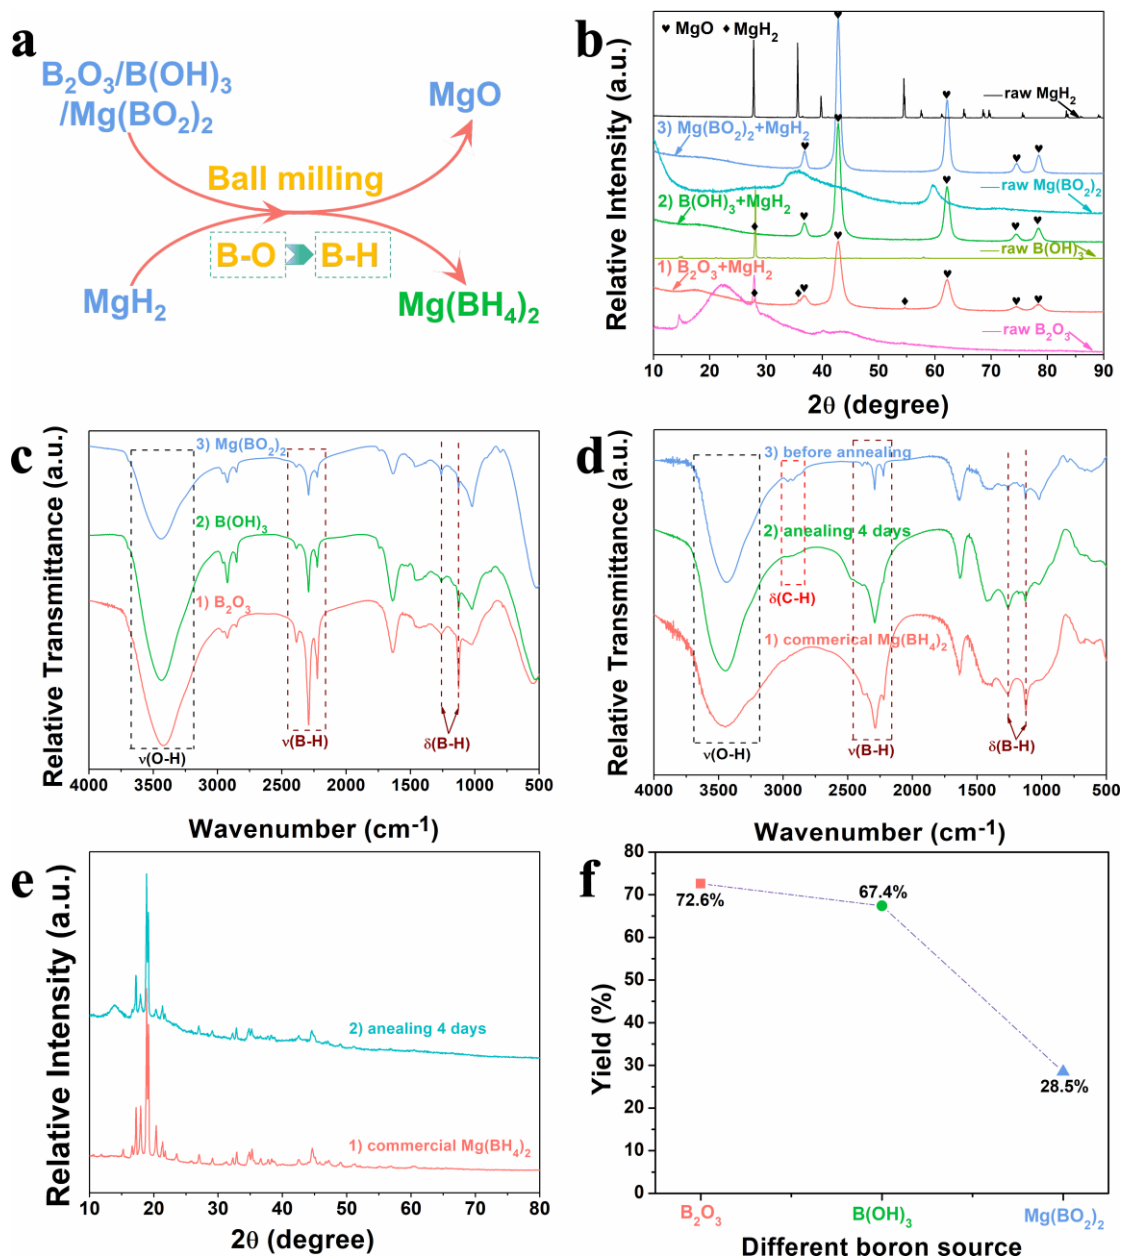 a
B₂O₃/B(OH)₃
/Mg(BO₂)₂
MgO
Ball milling
B-O
B-H
MgH₂
Mg(BH₄)₂
b
Relative Intensity (a.u.)
♥ MgO ♦ MgH₂
raw MgH₂
3) Mg(BO₂)₂+MgH₂
raw Mg(BO₂)₂
2) B(OH)₃+MgH₂
raw B(OH)₃
1) B₂O₃+MgH₂
raw B₂O₃
10 20 30 40 50 60 70 80 90
2θ (degree)
c
Relative Transmittance (a.u.)
3) Mg(BO₂)₂
2) B(OH)₃
1) B₂O₃
ν(O-H)
ν(B-H)
δ(B-H)
4000 3500 3000 2500 2000 1500 1000 500
Wavenumber (cm⁻¹)
d
Relative Transmittance (a.u.)
3) before annealing
2) anealing 4 days
δ(C-H)
1) commerical Mg(BH₄)₂
ν(O-H)
ν(B-H)
δ(B-H)
4000 3500 3000 2500 2000 1500 1000 500
Wavenumber (cm⁻¹)
e
Relative Intensity (a.u.)
2) anealing 4 days
1) commercial Mg(BH₄)₂
10 20 30 40 50 60 70 80
2θ (degree)
f
Yield (%)
80
70
60
50
40
30
20
10
0
72.6%
67.4%
28.5%
B₂O₃
B(OH)₃
Mg(BO₂)₂
Different boron source